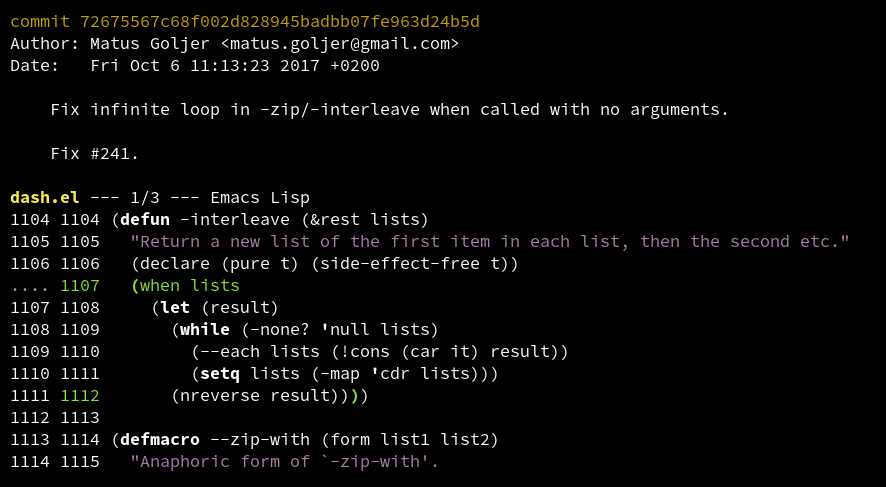 commit 72675567c68f002d828945badbb07fe963d24b5d
Author: Matus Goljer <matus.goljer@gmail.com>
Date:   Fri Oct 6 11:13:23 2017 +0200

    Fix infinite loop in -zip/-interleave when called with no arguments.

    Fix #241.

dash.el --- 1/3 --- Emacs Lisp
1104 1104 (defun -interleave (&rest lists)
1105 1105   "Return a new list of the first item in each list, then the second etc."
1106 1106   (declare (pure t) (side-effect-free t))
.... 1107   (when lists
1107 1108     (let (result)
1108 1109       (while (-none? 'null lists)
1109 1110         (--each lists (!cons (car it) result))
1110 1111         (setq lists (-map 'cdr lists)))
1111 1112       (nreverse result))))
1112 1113
1113 1114 (defmacro --zip-with (form list1 list2)
1114 1115   "Anaphoric form of `-zip-with'.